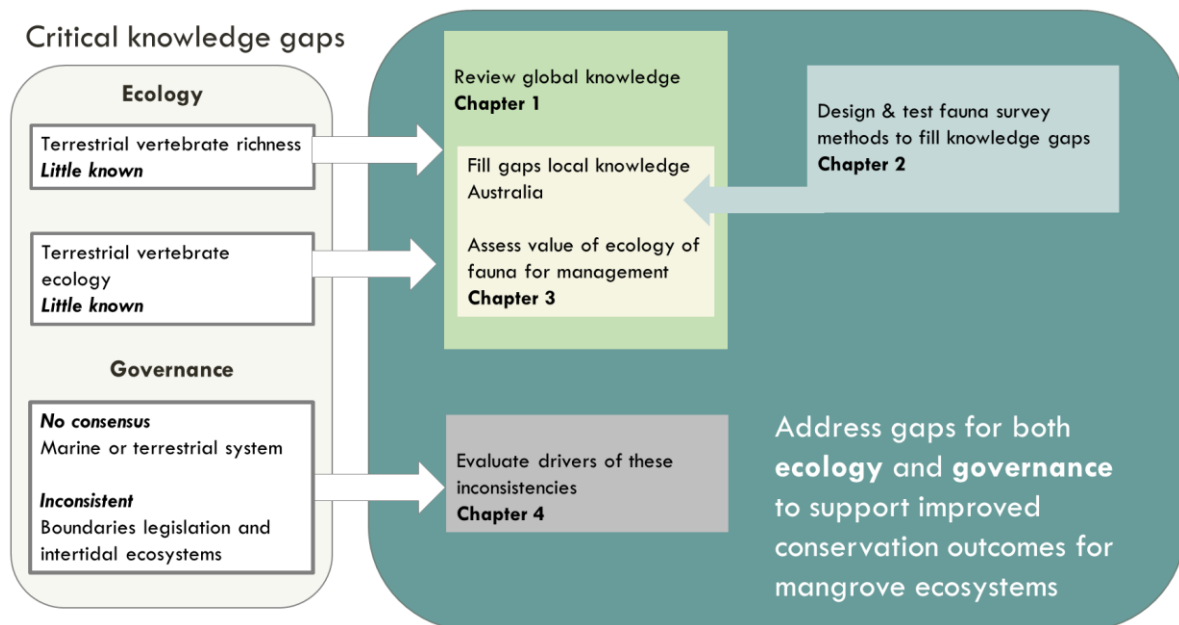 Critical knowledge gaps
Ecology
Terrestrial vertebrate richness
Little known
Terrestrial vertebrate
ecology
Little known
Governance
No consensus
Marine or terrestrial system
Inconsistent
Boundaries legislation and
intertidal ecosystems
Review global knowledge
Chapter 1
Fill gaps local knowledge
Australia
Assess value of ecology of
fauna for management
Chapter 3
Design & test fauna survey
methods to fill knowledge gaps
Chapter 2
Evaluate drivers of these
inconsistencies
Chapter 4
Address gaps for both
ecology and governance
to support improved
conservation outcomes for
mangrove ecosystems